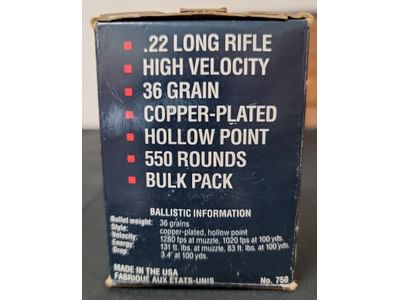 .22 LONG RIFLE
HIGH VELOCITY
36 GRAIN
COPPER-PLATED
HOLLOW POINT
550 ROUNDS
BULK PACK
BALLISTIC INFORMATION
Bullet weight: 36 grains
Style: copper-plated, hollow point
Velocity: 1280 fps at muzzle, 1020 fps at 100 yds.
Energy: 131 ft. lbs. at muzzle, 83 ft. lbs. at 100 yds.
Drop: 3.4" at 100 yds.
MADE IN THE USA
FABRIQUE AUX ETATS-UNIS No. 750